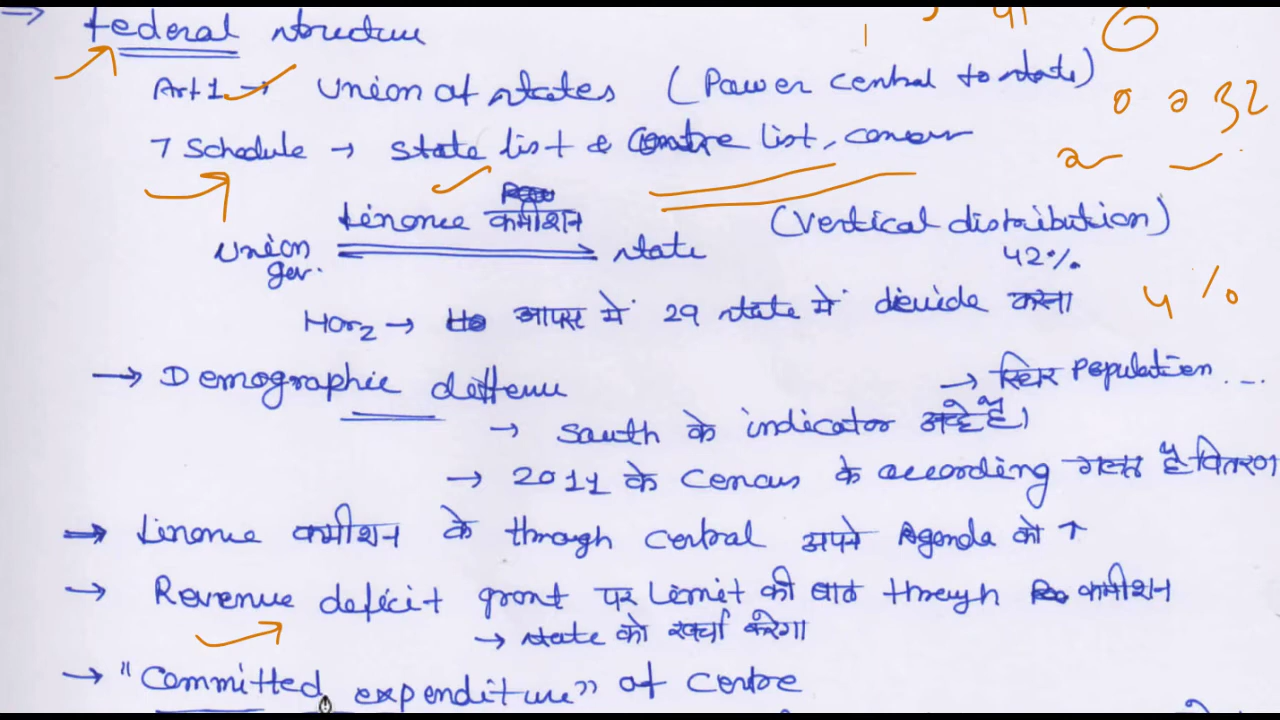 → Federal structure
Art 1 → Union of states (Power central to state)
7 Schedule → state list & Centre list, concur
Finance कमीशन (Vertical distribution)
Union gov. state 42%
4%
Horz → आपस में 29 state में devide करना
→ Demographic → Population ...
→ South के indicator अच्छे है।
→ 2011 के Cencus के according गलत है वितरण
→ Finance कमीशन के through central अपने Agenda को ↑
→ Revenue deficit grant पर Limit की बात through कमीशन
→ state को खर्चा करेगा
→ "Committed expenditure" of Centre